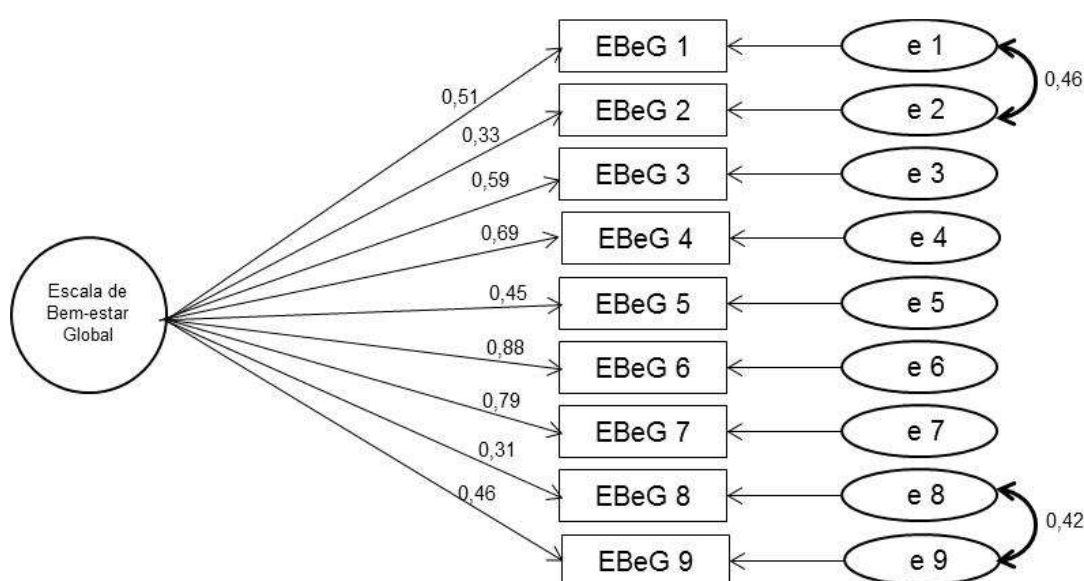 EBeG 1
e 1
0,46
0,51
EBeG 2
e 2
0,33
EBeG 3
e 3
0,59
EBeG 4
e 4
0,69
Escala de
Bem-estar
Global
EBeG 5
e 5
0,45
EBeG 6
e 6
0,88
EBeG 7
e 7
0,79
EBeG 8
e 8
0,31
0,42
EBeG 9
e 9
0,46